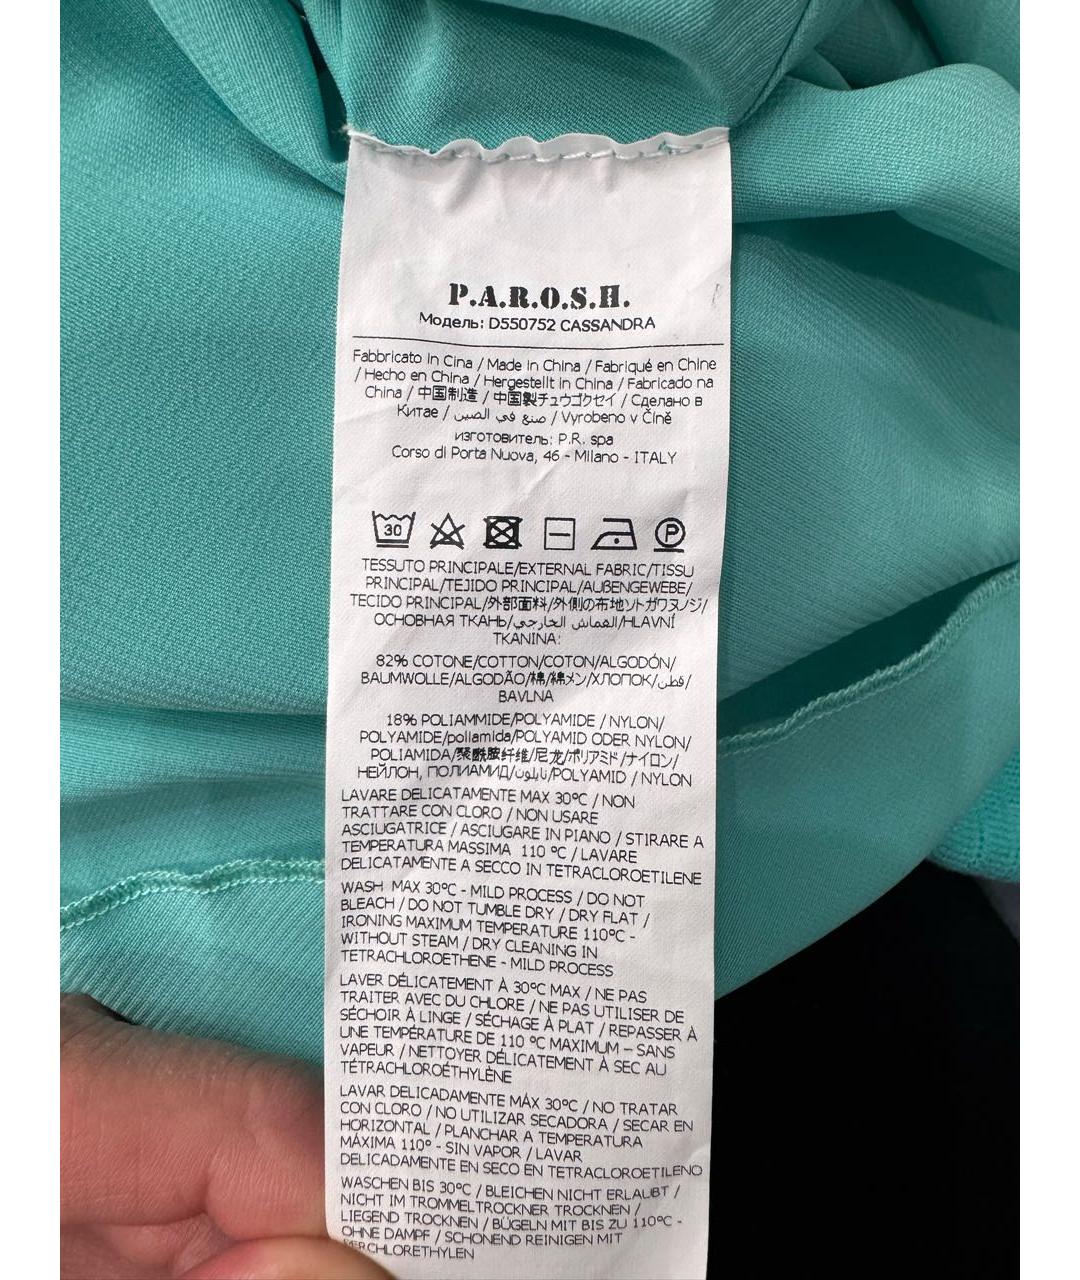 P.A.R.O.S.H.
Модель: D550752 CASSANDRA
Fabbricato in Cina / Made in China / Fabriqué en Chine
/ Hecho en China / Hergestellt in China / Fabricado na
China / 中国制造 / 中国製チュウゴクセイ / Сделано в
Китае / صنع في الصين / Vyrobeno v Číně
изготовитель: P.R. spa
Corso di Porta Nuova, 46 - Milano - ITALY
30 P
TESSUTO PRINCIPALE/EXTERNAL FABRIC/TISSU
PRINCIPAL/TEJIDO PRINCIPAL/AUßENGEWEBE/
TECIDO PRINCIPAL/外部面料/外側の布地ソトガワヌノジ/
ОСНОВНАЯ ТКАНЬ/القماش الخارجي/HLAVNÍ
TKANINA:
82% COTONE/COTTON/COTON/ALGODÓN/
BAUMWOLLE/ALGODÃO/棉/綿メン/ХЛОПОК/قطن/
BAVLNA
18% POLIAMMIDE/POLYAMIDE / NYLON/
POLYAMIDE/poliamida/POLYAMID ODER NYLON/
POLIAMIDA/聚酰胺纤维/尼龙/ポリアミド/ナイロン/
НЕЙЛОН, ПОЛИАМИД/نايلون/POLYAMID / NYLON
LAVARE DELICATAMENTE MAX 30°C / NON
TRATTARE CON CLORO / NON USARE
ASCIUGATRICE / ASCIUGARE IN PIANO / STIRARE A
TEMPERATURA MASSIMA 110 °C / LAVARE
DELICATAMENTE A SECCO IN TETRACLOROETILENE
WASH MAX 30°C - MILD PROCESS / DO NOT
BLEACH / DO NOT TUMBLE DRY / DRY FLAT /
IRONING MAXIMUM TEMPERATURE 110°C -
WITHOUT STEAM / DRY CLEANING IN
TETRACHLOROETHENE - MILD PROCESS
LAVER DÉLICATEMENT À 30°C MAX / NE PAS
TRAITER AVEC DU CHLORE / NE PAS UTILISER DE
SÉCHOIR À LINGE / SÉCHAGE À PLAT / REPASSER À
UNE TEMPÉRATURE DE 110 °C MAXIMUM – SANS
VAPEUR / NETTOYER DÉLICATEMENT À SEC AU
TÉTRACHLOROÉTHYLÈNE
LAVAR DELICADAMENTE MÁX 30°C / NO TRATAR
CON CLORO / NO UTILIZAR SECADORA / SECAR EN
HORIZONTAL / PLANCHAR A TEMPERATURA
MÁXIMA 110° - SIN VAPOR / LAVAR
DELICADAMENTE EN SECO EN TETRACLOROETILENO
WASCHEN BIS 30°C / BLEICHEN NICHT ERLAUBT /
NICHT IM TROMMELTROCKNER TROCKNEN /
LIEGEND TROCKNEN / BÜGELN MIT BIS ZU 110°C -
OHNE DAMPF / SCHONEND REINIGEN MIT
PERCHLORETHYLEN